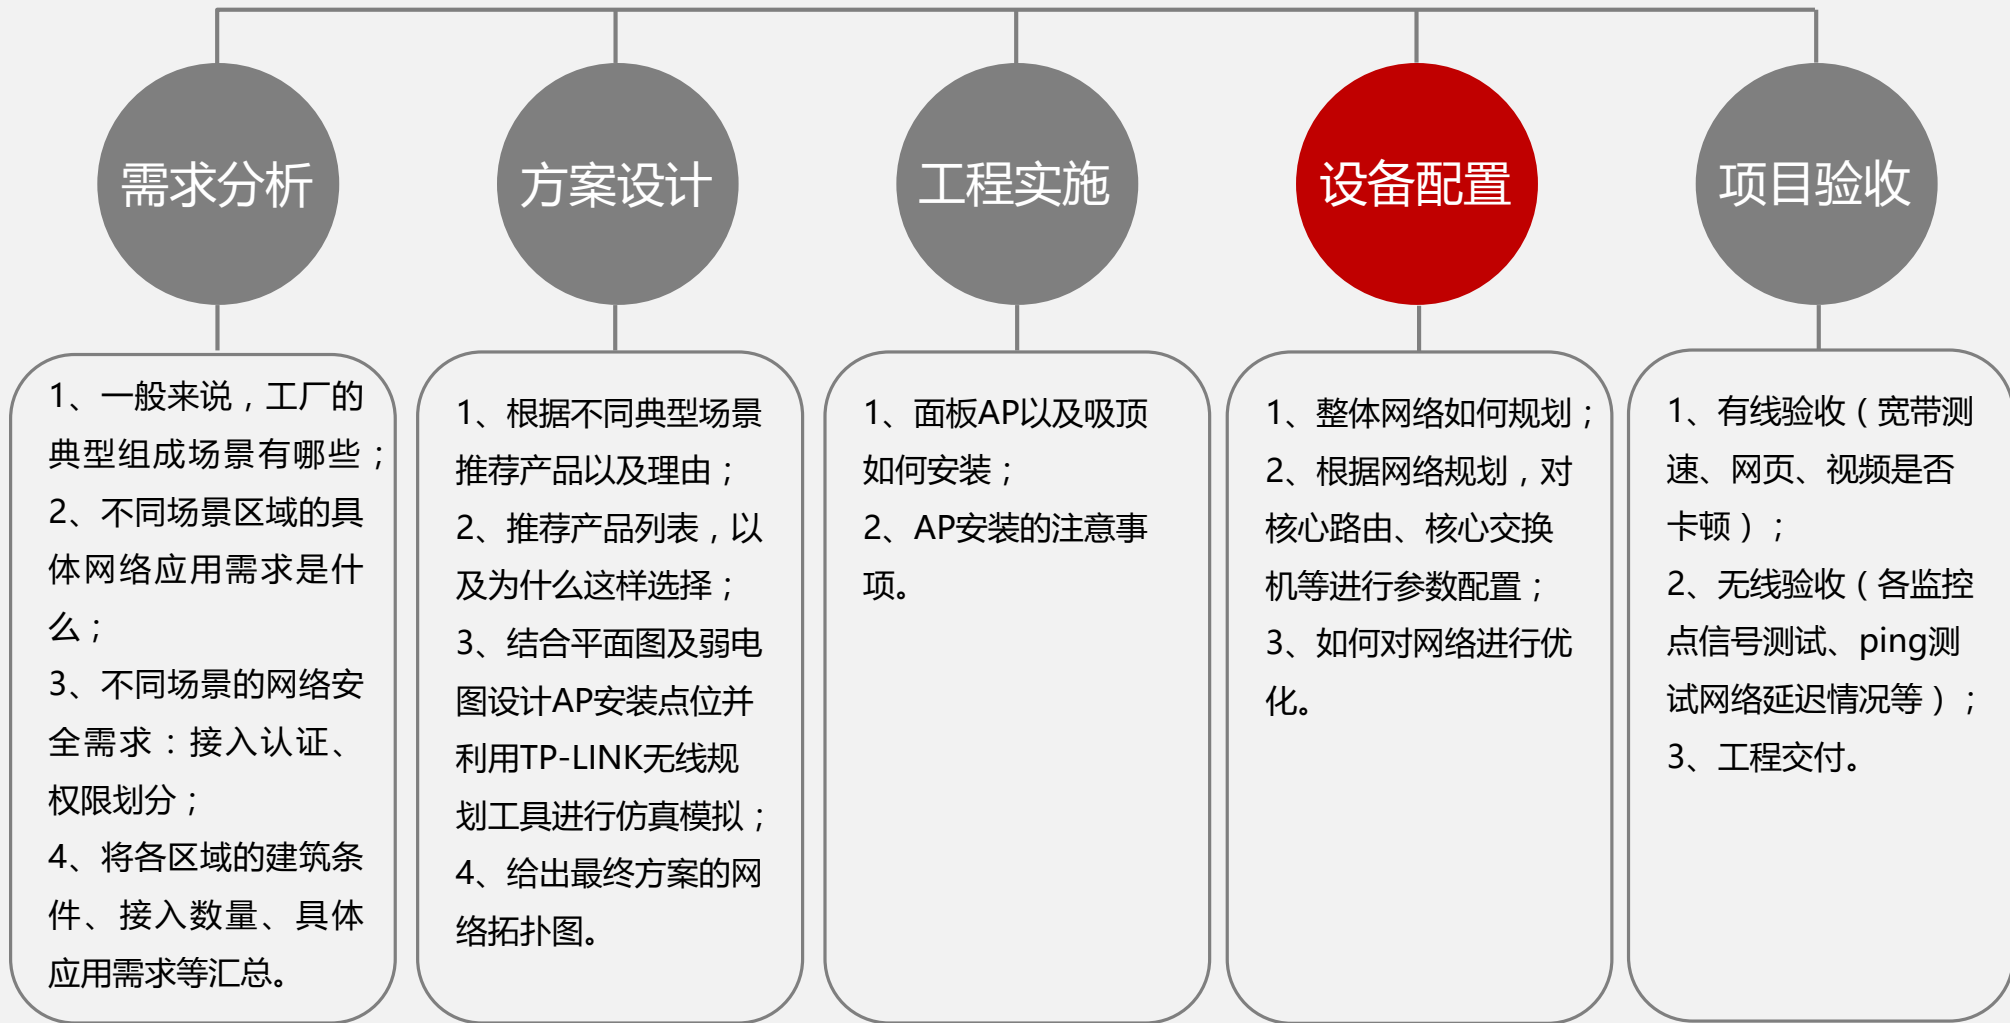 需求分析
方案设计
工程实施
设备配置
项目验收
1、一般来说，工厂的
典型组成场景有哪些；
2、不同场景区域的具
体网络应用需求是什
么；
3、不同场景的网络安
全需求：接入认证、
权限划分；
4、将各区域的建筑条
件、接入数量、具体
应用需求等汇总。
1、根据不同典型场景
推荐产品以及理由；
2、推荐产品列表，以
及为什么这样选择；
3、结合平面图及弱电
图设计AP安装点位并
利用TP-LINK无线规
划工具进行仿真模拟；
4、给出最终方案的网
络拓扑图。
1、面板AP以及吸顶
如何安装；
2、AP安装的注意事
项。
1、整体网络如何规划；
2、根据网络规划，对
核心路由、核心交换
机等进行参数配置；
3、如何对网络进行优
化。
1、有线验收（宽带测
速、网页、视频是否
卡顿）；
2、无线验收（各监控
点信号测试、ping测
试网络延迟情况等）；
3、工程交付。